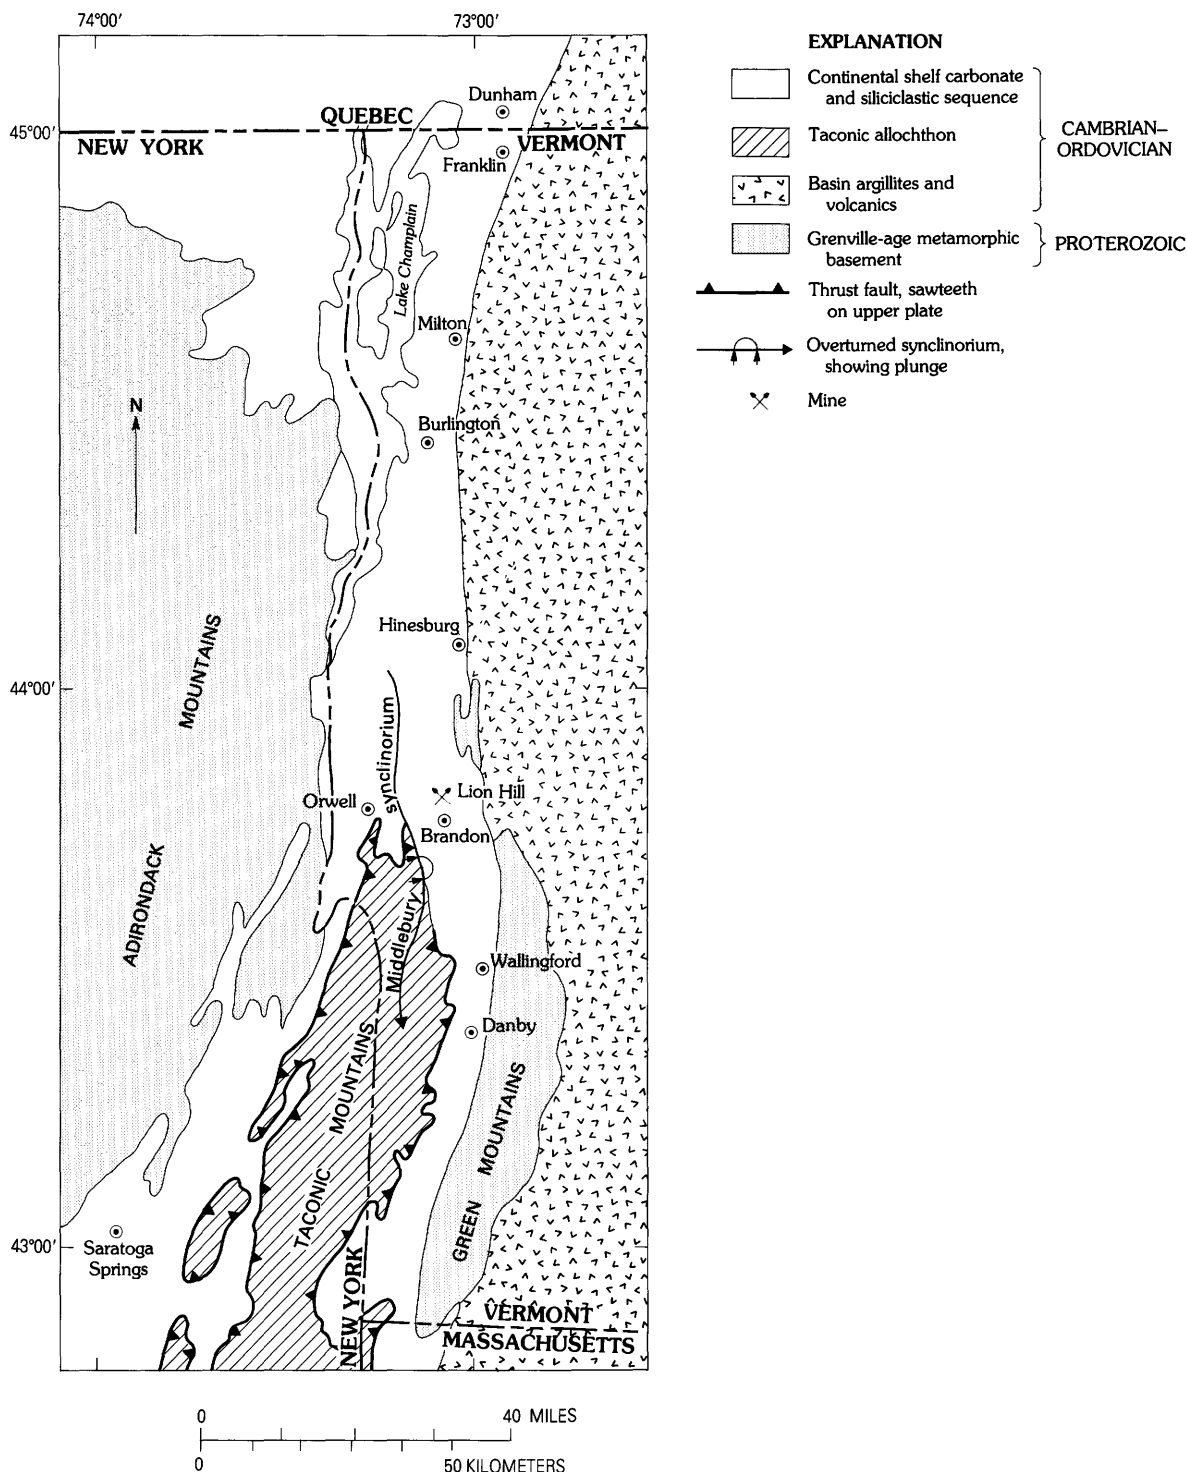 74°00′
73°00′
EXPLANATION
Continental shelf carbonate
and siliciclastic sequence
Taconic allochthon
Basin argillites and
volcanics
CAMBRIAN–
ORDOVICIAN
Grenville-age metamorphic
basement
PROTEROZOIC
Thrust fault, sawteeth
on upper plate
Overturned synclinorium,
showing plunge
Mine
Dunham
QUEBEC
45°00′
NEW YORK
VERMONT
Franklin
Lake Champlain
Milton
N
Burlington
Hinesburg
44°00′
ADIRONDACK MOUNTAINS
Middlebury synclinorium
Lion Hill
Orwell
Brandon
Wallingford
Danby
TACONIC MOUNTAINS
GREEN MOUNTAINS
Saratoga
Springs
43°00′
NEW YORK
VERMONT
MASSACHUSETTS
0 40 MILES
0 50 KILOMETERS